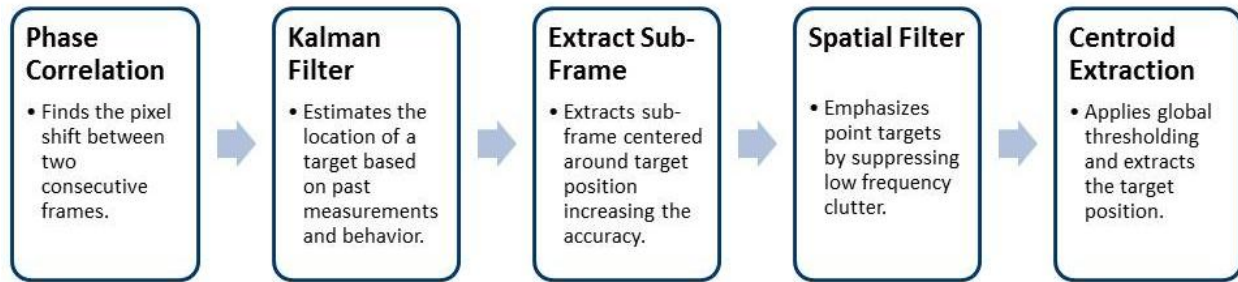 Phase
Correlation
• Finds the pixel
shift between
two
consecutive
frames.
Kalman
Filter
• Estimates the
location of a
target based
on past
measurements
and behavior.
Extract Sub-
Frame
• Extracts sub-
frame centered
around target
position
increasing the
accuracy.
Spatial Filter
• Emphasizes
point targets
by suppressing
low frequency
clutter.
Centroid
Extraction
• Applies global
thresholding
and extracts
the target
position.